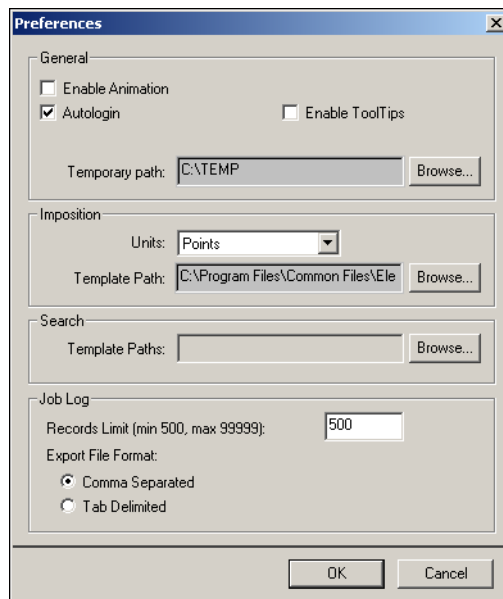 Preferences
General
Enable Animation
Autologin
Enable ToolTips
Temporary path: C:\TEMP Browse...
Imposition
Units: Points
Template Path: C:\Program Files\Common Files\Ele Browse...
Search
Template Paths: Browse...
Job Log
Records Limit (min 500, max 99999): 500
Export File Format:
Comma Separated
Tab Delimited
OK Cancel